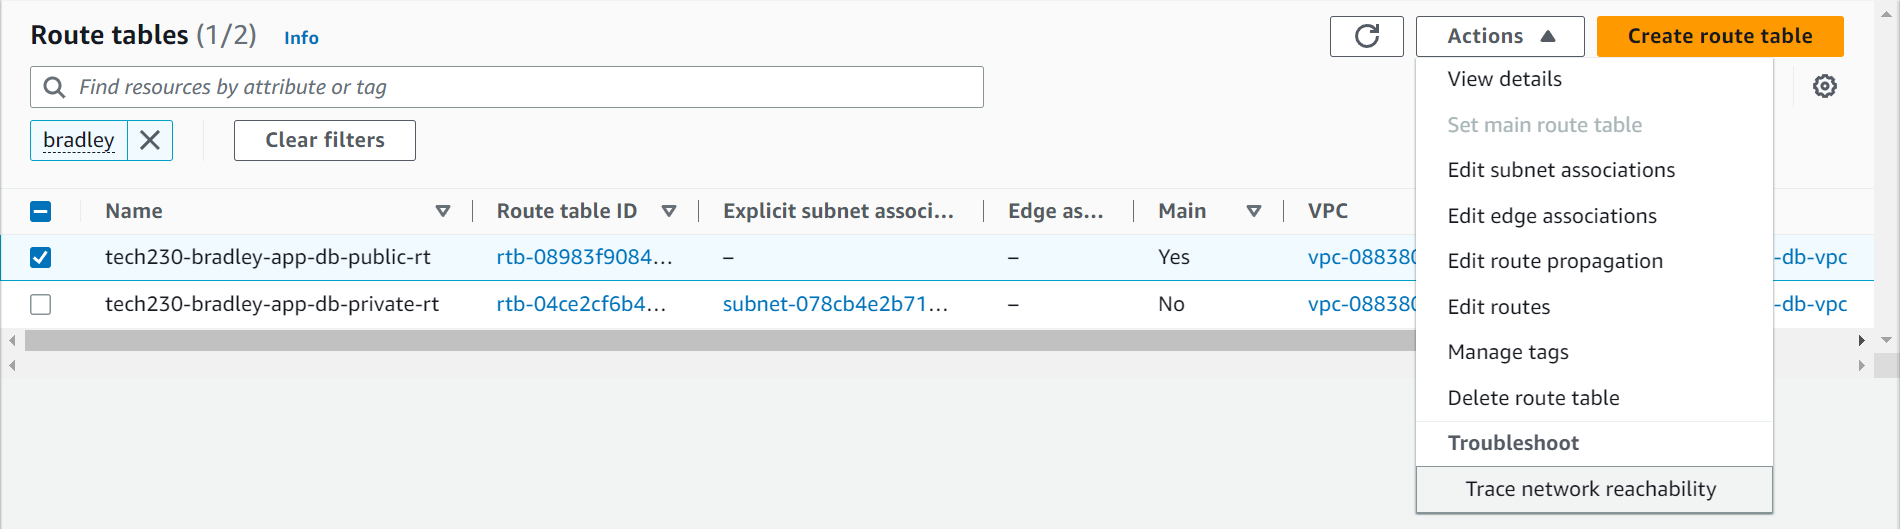 Route tables (1/2) Info
Actions
Create route table
Find resources by attribute or tag
bradley
Clear filters
Name Route table ID Explicit subnet associ... Edge as... Main VPC
tech230-bradley-app-db-public-rt rtb-08983f9084... – – Yes vpc-088380 -db-vpc
tech230-bradley-app-db-private-rt rtb-04ce2cf6b4... subnet-078cb4e2b71... – No vpc-088380 -db-vpc
View details
Set main route table
Edit subnet associations
Edit edge associations
Edit route propagation
Edit routes
Manage tags
Delete route table
Troubleshoot
Trace network reachability